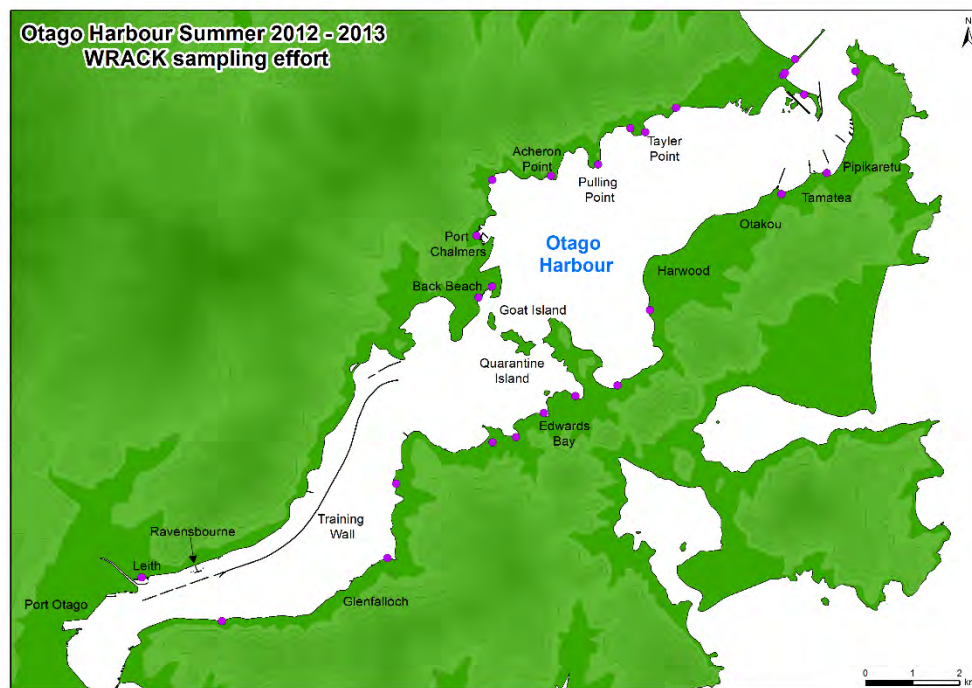 Otago Harbour Summer 2012 - 2013
WRACK sampling effort
N
Acheron
Point
Tayler
Point
Pulling
Point
Pipikaretu
Tamatea
Otakou
Port
Chalmers
Otago
Harbour
Harwood
Back Beach
Goat Island
Quarantine
Island
Edwards
Bay
Training
Wall
Ravensbourne
Leith
Port Otago
Glenfalloch
0 1 2
km